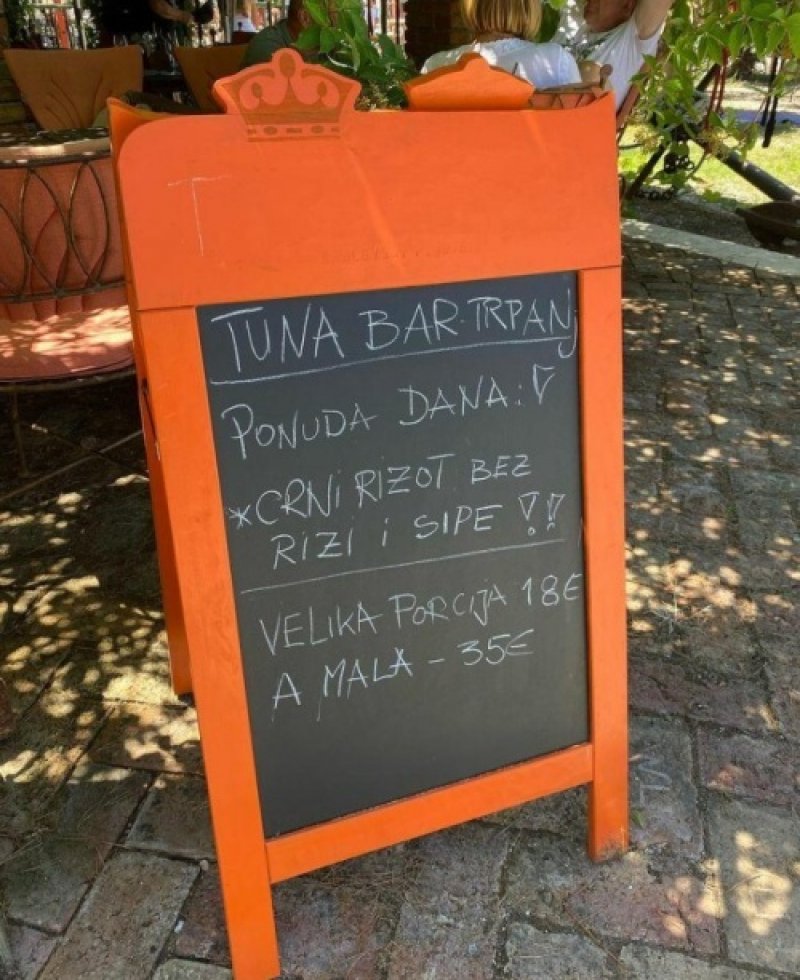 TUNA BAR-TRPANJ
PONUDA DANA:!
*CRNI RIZOT BEZ
RIZI I SIPE !!
VELIKA PORCIJA 18€
A MALA - 35€